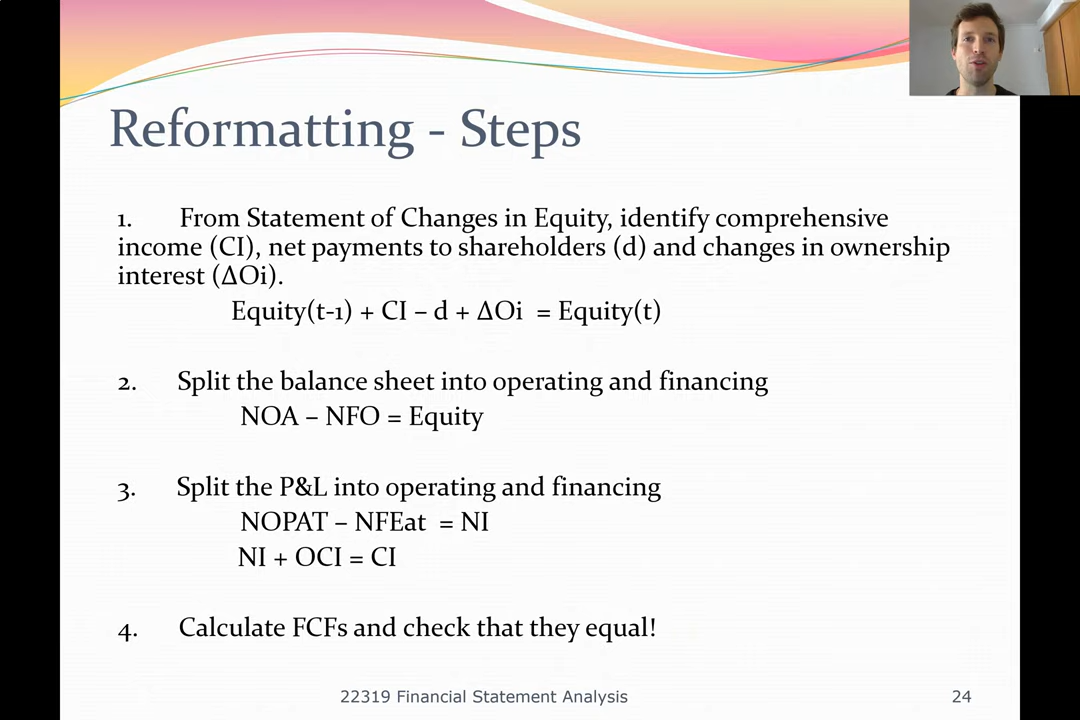 Reformatting - Steps
1. From Statement of Changes in Equity, identify comprehensive
income (CI), net payments to shareholders (d) and changes in ownership
interest (ΔOi).
Equity(t-1) + CI – d + ΔOi = Equity(t)
2. Split the balance sheet into operating and financing
NOA – NFO = Equity
3. Split the P&L into operating and financing
NOPAT – NFEat = NI
NI + OCI = CI
4. Calculate FCFs and check that they equal!
22319 Financial Statement Analysis
24